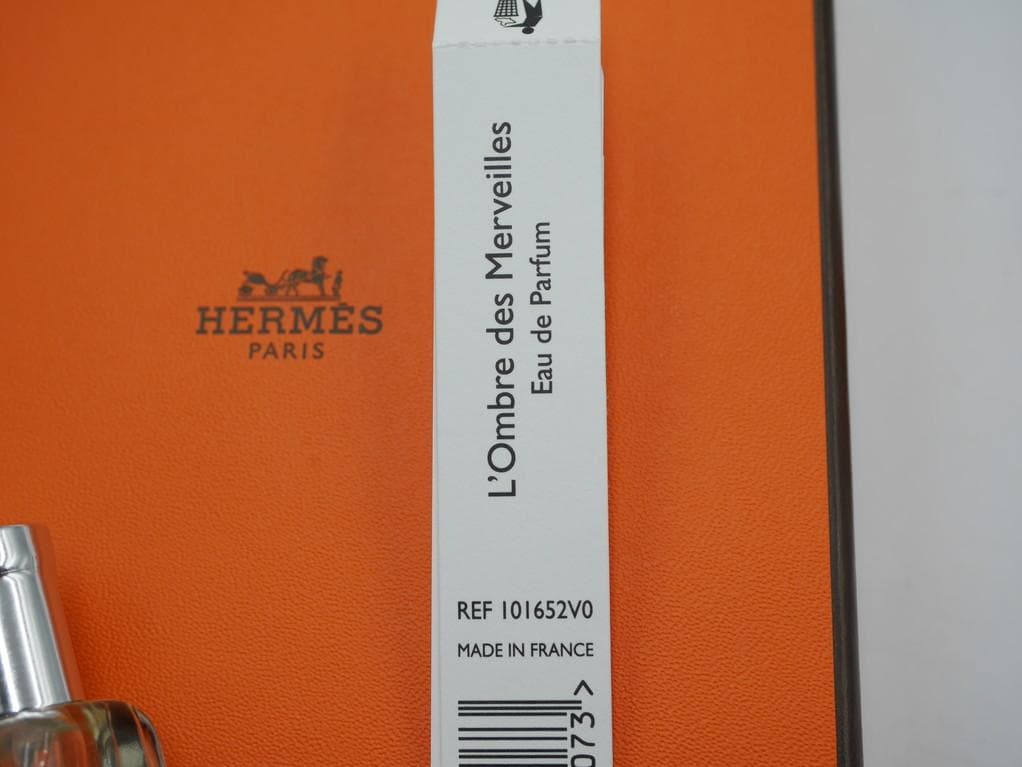 HERMÈS
PARIS
L'Ombre des Merveilles
Eau de Parfum
REF 101652V0
MADE IN FRANCE
073>